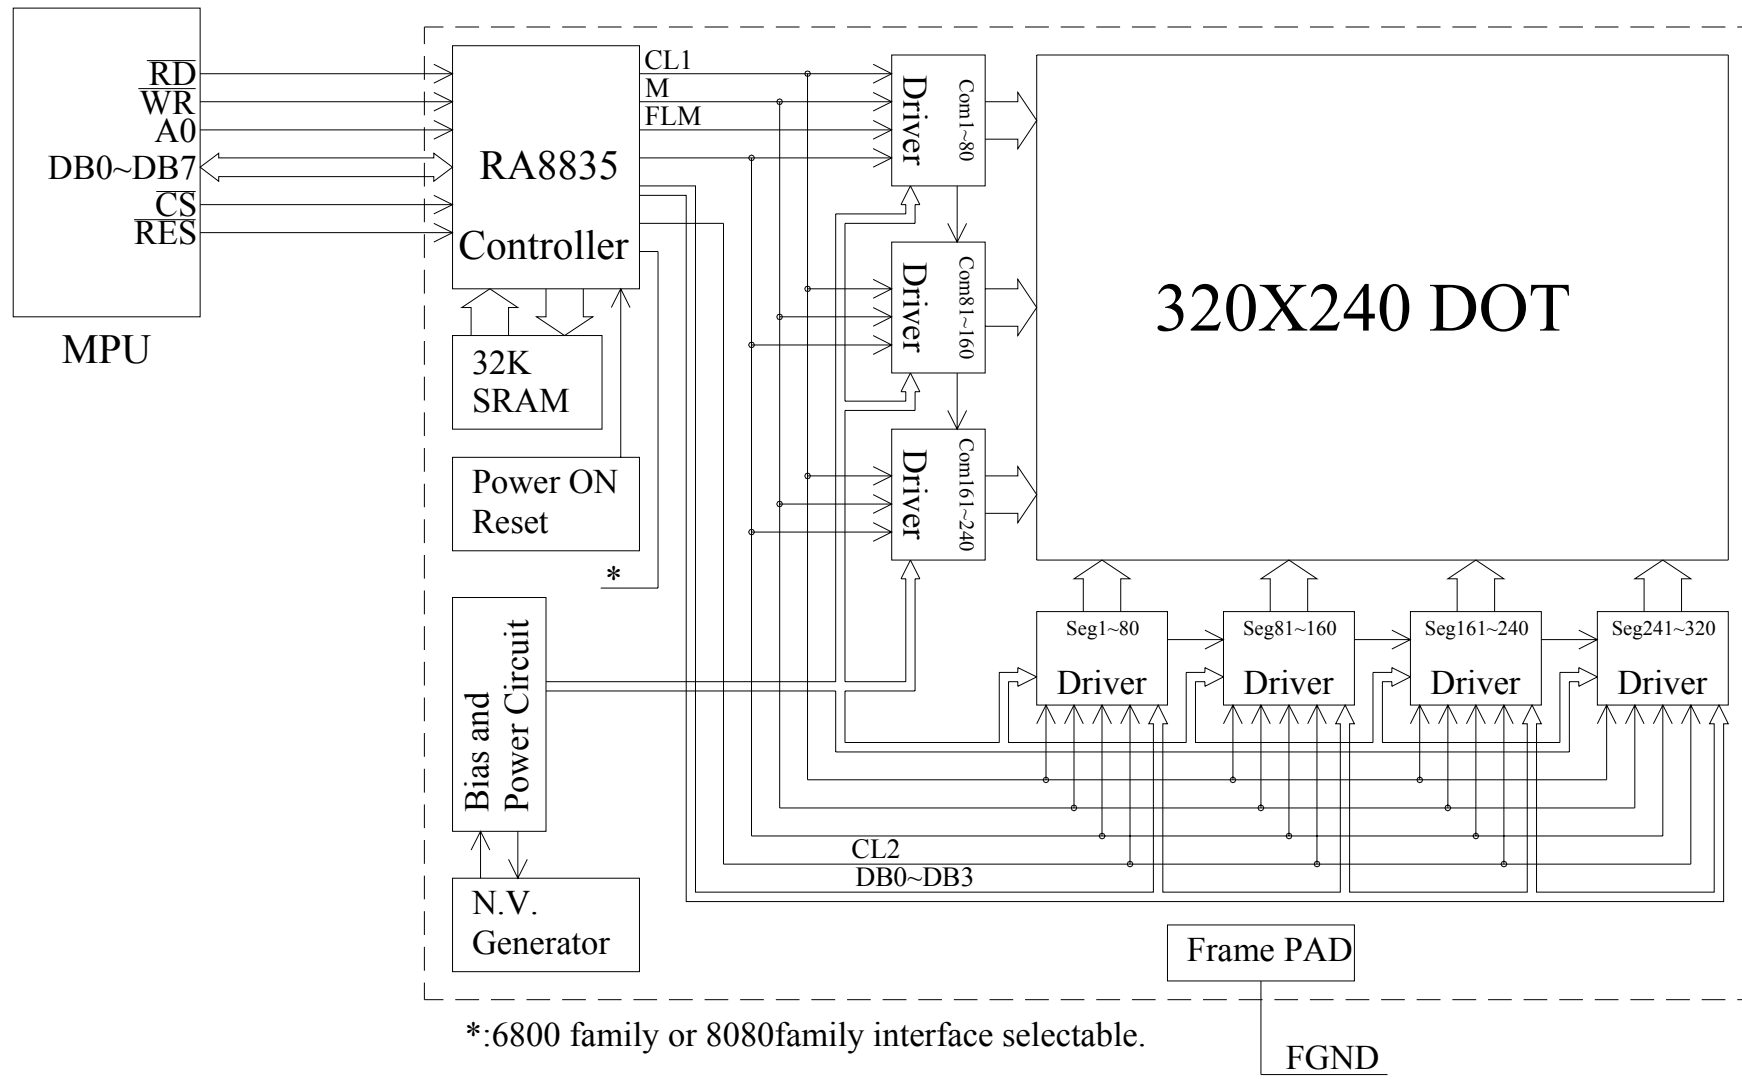 RD
WR
A0
DB0~DB7
CS
RES
MPU
RA8835
Controller
CL1
M
FLM
32K
SRAM
Power ON
Reset
*
Bias and
Power Circuit
N.V.
Generator
Driver
Com1~80
Driver
Com81~160
Driver
Com161~240
320X240 DOT
Seg1~80
Driver
Seg81~160
Driver
Seg161~240
Driver
Seg241~320
Driver
CL2
DB0~DB3
Frame PAD
*:6800 family or 8080family interface selectable.
FGND